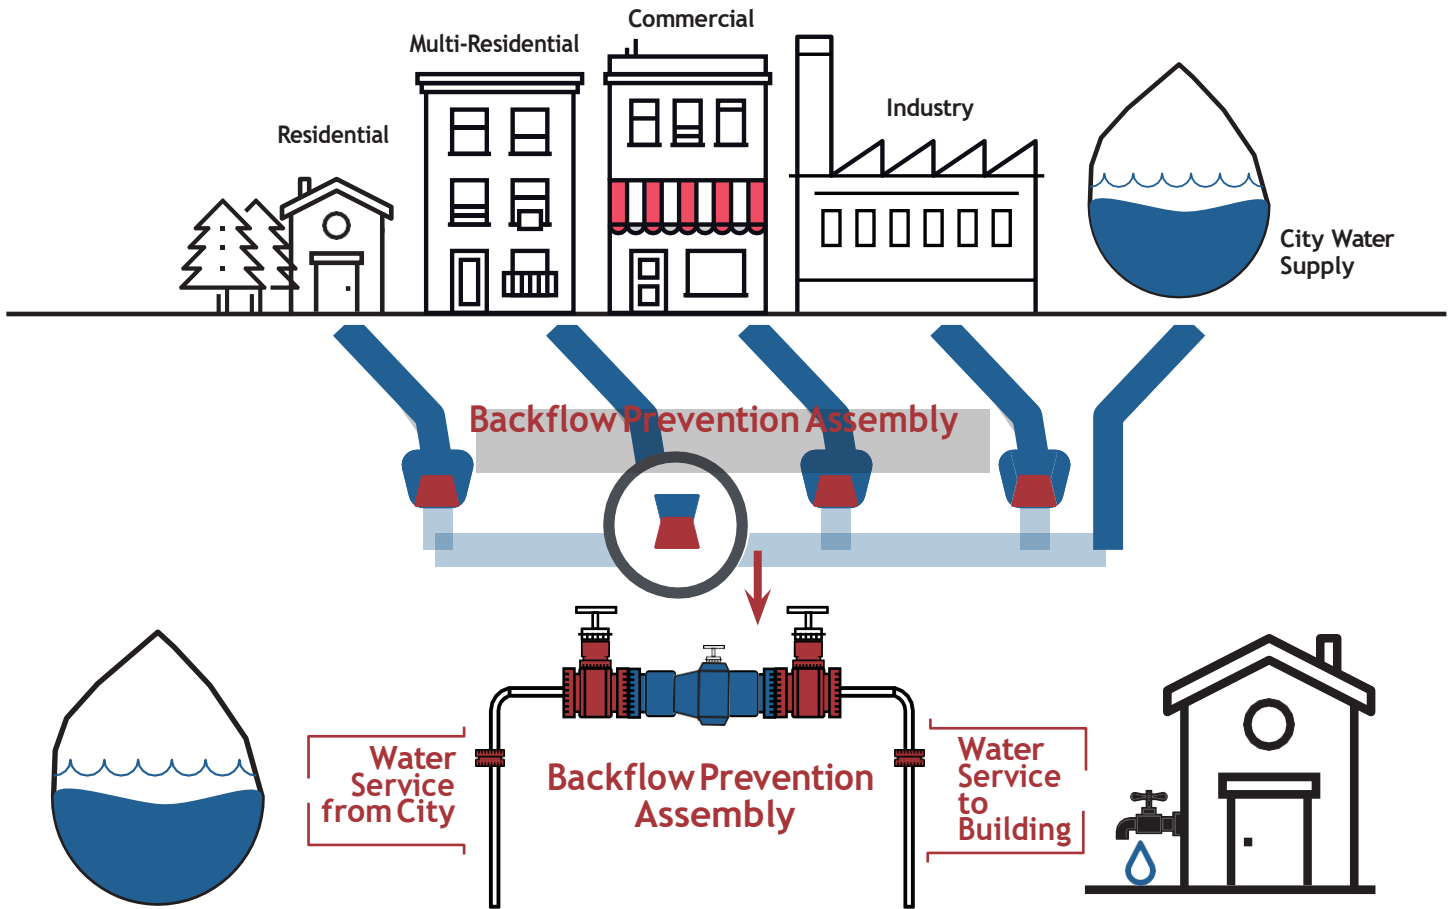 Commercial
Multi-Residential
Industry
Residential
City Water
Supply
Backflow Prevention Assembly
Water
Service
from City
Backflow Prevention
Assembly
Water
Service
to
Building